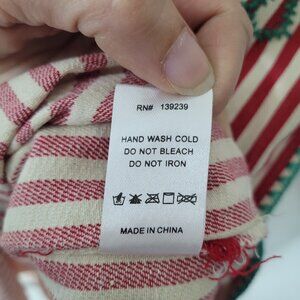 RN# 139239
HAND WASH COLD
DO NOT BLEACH
DO NOT IRON
MADE IN CHINA